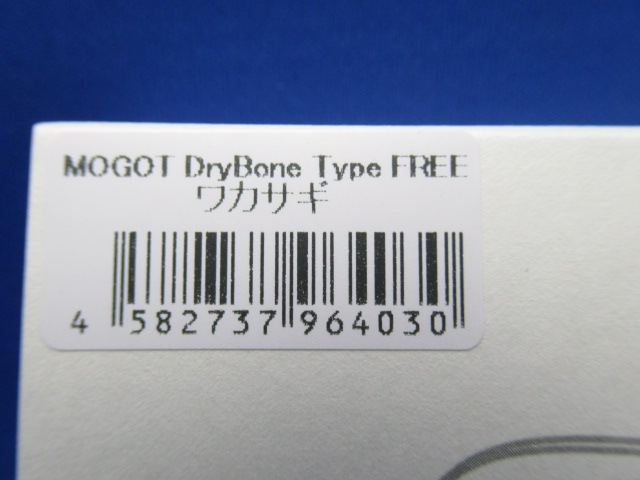 MOGOT DryBone Type FREE
ワカサギ
4 582737 964030